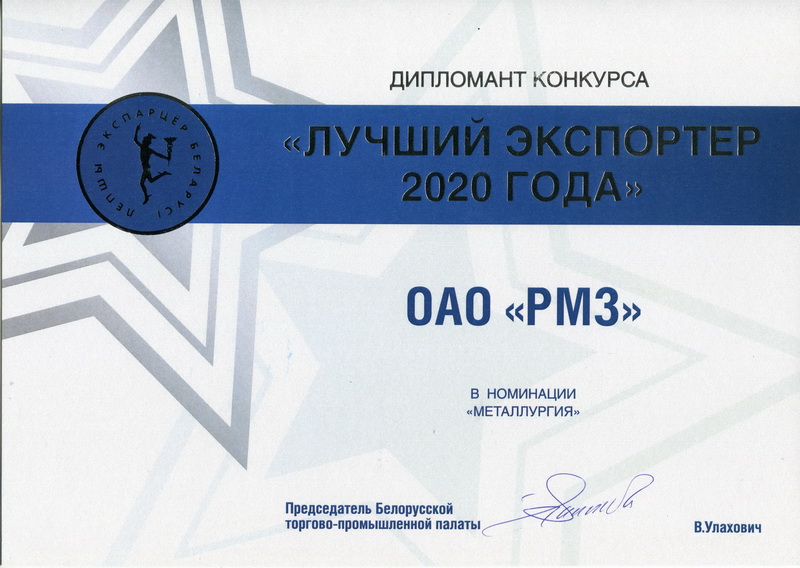 ДИПЛОМАНТ КОНКУРСА
«ЛУЧШИЙ ЭКСПОРТЕР
2020 ГОДА»
ЛЕПШЫ ЭКСПАРЦЁР БЕЛАРУСІ
ОАО «РМЗ»
В НОМИНАЦИИ
«МЕТАЛЛУРГИЯ»
Председатель Белорусской
торгово-промышленной палаты
В.Улахович